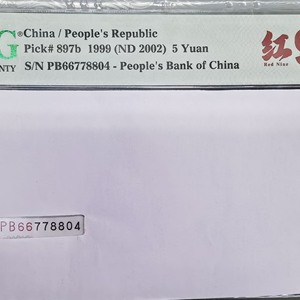 G ®China / People's Republic
Pick# 897b 1999 (ND 2002) 5 Yuan
NTY S/N PB66778804 - People's Bank of China
红9
Red Nine
PB66778804